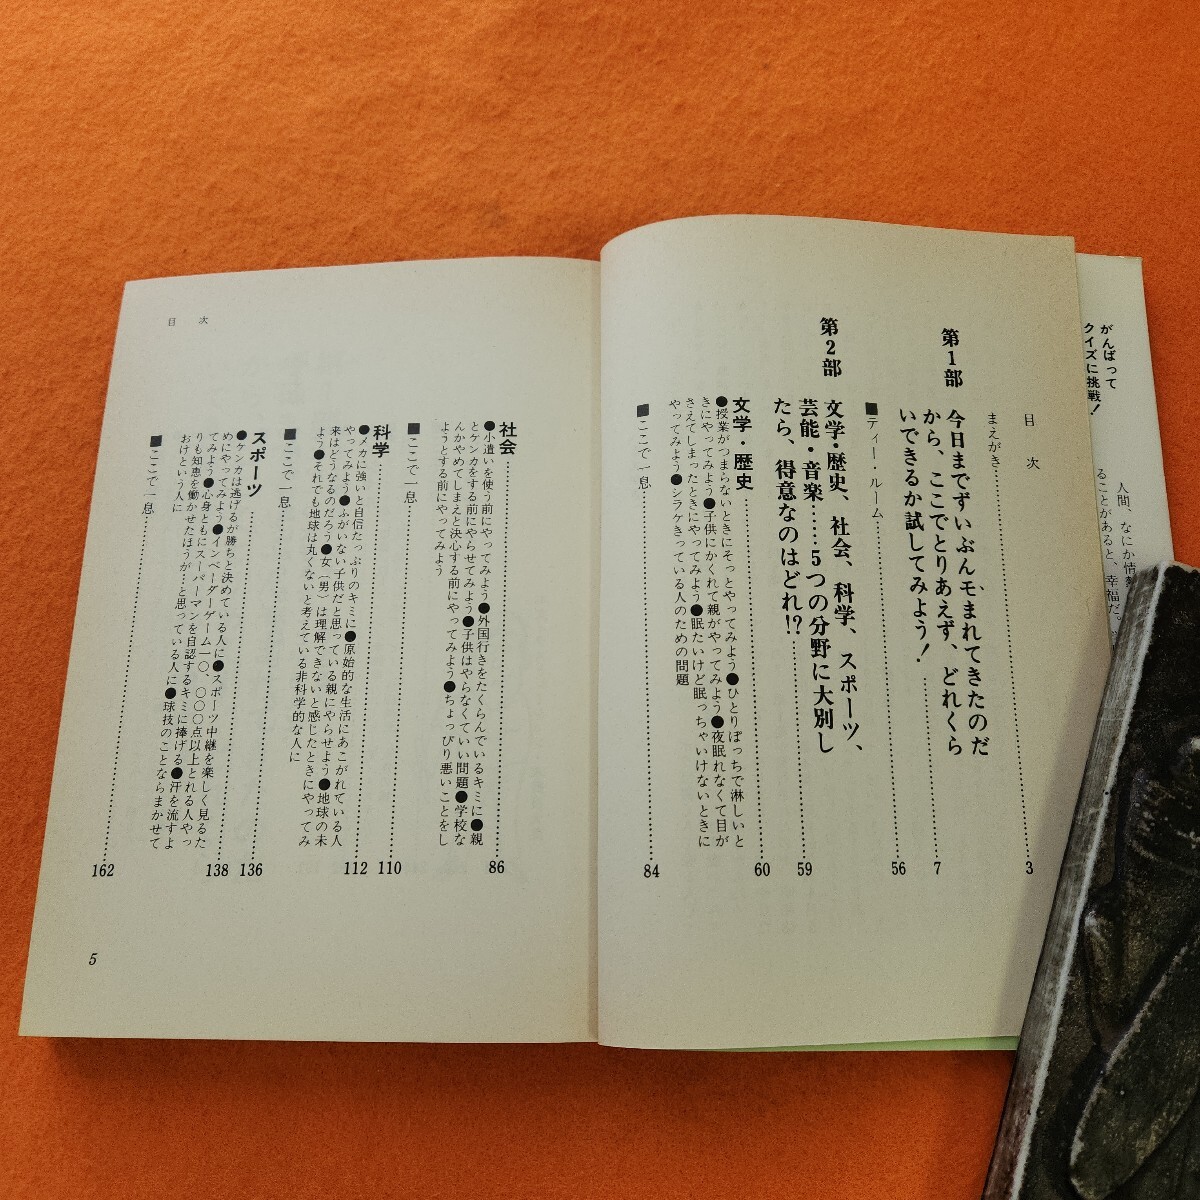 がんばって
クイズに挑戦!
人間、なにか情
ることがあると、幸福だ
目次
まえがき……3
第1部 今日までずいぶんモまれてきたのだ
から、ここでとりあえず、どれくら
いできるか試してみよう!……7
■ティー・ルーム……56
第2部 文学・歴史、社会、科学、スポーツ、
芸能・音楽……5つの分野に大別し
たら、得意なのはどれ!?……59
文学・歴史……60
●授業がつまらないときにそっとやってみよう●ひとりぼっちで淋しいと
きにやってみよう●子供にかくれて親がやってみよう●夜眠れなくて目が
さえてしまったときにやってみよう●眠たいけど眠っちゃいけないときに
やってみよう●シラケきっている人のための問題
■ここで一息……84
目次
社会……86
●小遣いを使う前にやってみよう●外国行きをたくらんでいるキミに●親
とケンカをする前にやらせてみよう●子供はやらなくていい問題●学校な
んかやめてしまえと決心する前にやってみよう●ちょっぴり悪いことをし
ようとする前にやってみよう
■ここで一息……110
科学……112
●メカに強いと自信たっぷりのキミに●原始的な生活にあこがれている人
やってみよう●ふがいない子供だと思っている親にやらせよう●地球の未
来はどうなるのだろう●女(男)は理解できないと感じたときにやってみ
よう●それでも地球は丸くないと考えている非科学的な人に
■ここで一息……136
スポーツ……138
●ケンカは逃げるが勝ちと決めている人に●スポーツ中継を楽しく見るた
めにやってみよう●インベーダーゲーム一〇、〇〇〇点以上とれる人やっ
てみよう●心身ともにスーパーマンを自認するキミに捧げる●汗を流すよ
りも知恵を働かせたほうが…と思っている人に●球技のことならまかせて
おけという人に
■ここで一息……162
5